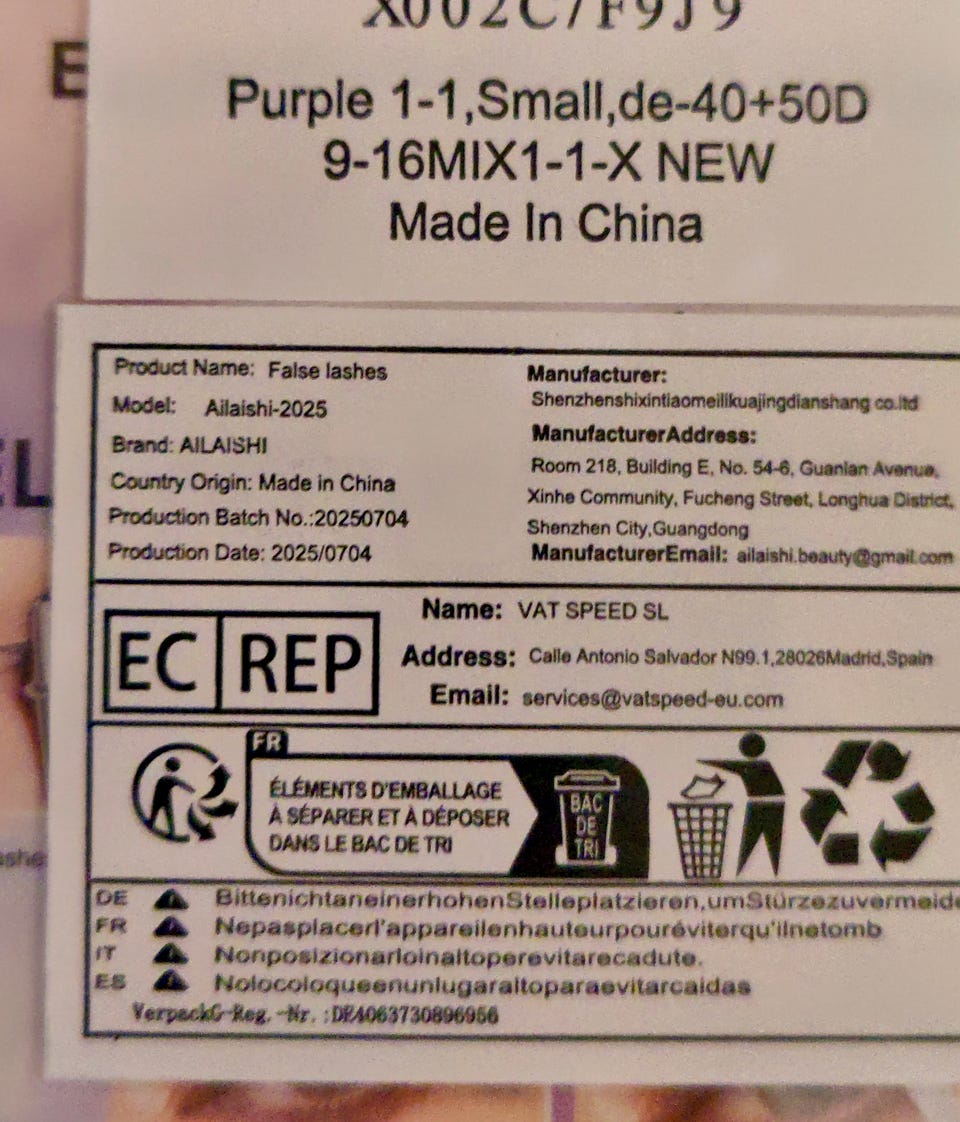 X002C7F9J9
Purple 1-1,Small,de-40+50D
9-16MIX1-1-X NEW
Made In China
Product Name: False lashes
Model: Ailaishi-2025
Brand: AILAISHI
Country Origin: Made in China
Production Batch No.:20250704
Production Date: 2025/0704
Manufacturer:
Shenzhenshixintiaomeilikuajingdianshang co.ltd
ManufacturerAddress:
Room 218, Building E, No. 54-6, Guanlan Avenue,
Xinhe Community, Fucheng Street, Longhua District,
Shenzhen City,Guangdong
ManufacturerEmail: ailaishi.beauty@gmail.com
EC REP
Name: VAT SPEED SL
Address: Calle Antonio Salvador N99.1,28026Madrid,Spain
Email: services@vatspeed-eu.com
FR
ÉLÉMENTS D'EMBALLAGE
À SÉPARER ET À DÉPOSER
DANS LE BAC DE TRI
BAC
DE
TRI
DE Bittenichtaneinerhohen​Stelleplatzieren,umStürzezuvermeide
FR Nepasplacerl'appareilenhauteurpouréviterqu'ilnetomb
IT Nonposizionarloinaltoperevitarecadute.
ES Nolocoloqueenunlugaraltoparaevitarcaidas
VerpackG-Reg.-Nr.:DE4063730896956